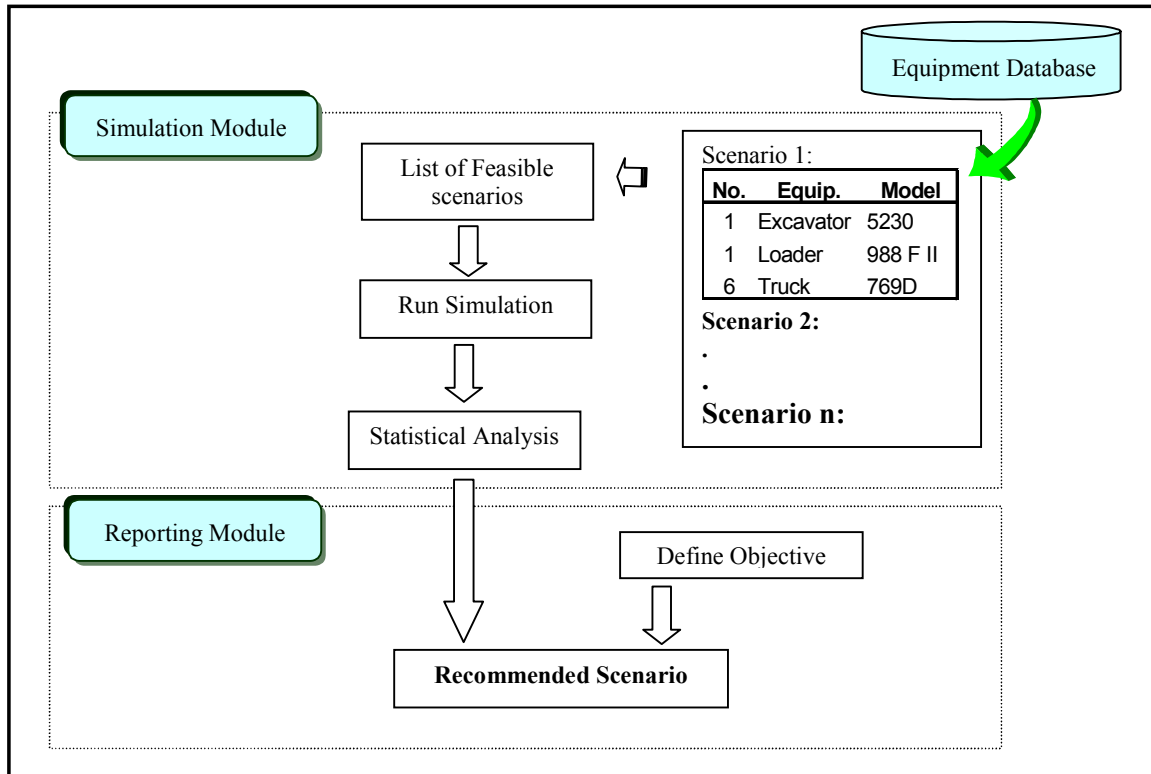 Equipment Database
Simulation Module
List of Feasible
scenarios
Scenario 1:
No. Equip. Model
1 Excavator 5230
1 Loader 988 F II
6 Truck 769D
Scenario 2:
.
.
Scenario n:
Run Simulation
Statistical Analysis
Reporting Module
Define Objective
Recommended Scenario